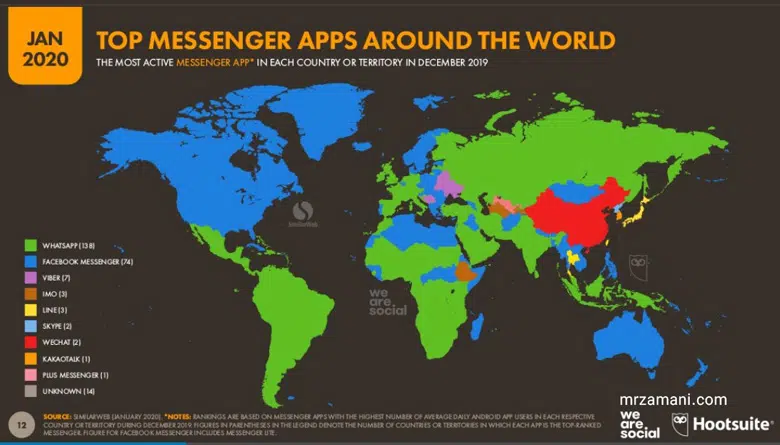 JAN
2020
TOP MESSENGER APPS AROUND THE WORLD
THE MOST ACTIVE MESSENGER APP* IN EACH COUNTRY OR TERRITORY IN DECEMBER 2019
SimilarWeb
WHATSAPP (138)
FACEBOOK MESSENGER (74)
VIBER (7)
IMO (3)
LINE (3)
SKYPE (2)
WECHAT (2)
KAKAOTALK (1)
PLUS MESSENGER (1)
UNKNOWN (14)
we
are
social
mrzamani.com
12
SOURCE: SIMILARWEB (JANUARY 2020). *NOTES: RANKINGS ARE BASED ON MESSENGER APPS WITH THE HIGHEST NUMBER OF AVERAGE DAILY ANDROID APP USERS IN EACH RESPECTIVE
COUNTRY OR TERRITORY DURING DECEMBER 2019. FIGURES IN PARENTHESES IN THE LEGEND DENOTE THE NUMBER OF COUNTRIES OR TERRITORIES IN WHICH EACH APP IS THE TOP-RANKED
MESSENGER. FIGURE FOR FACEBOOK MESSENGER INCLUDES MESSENGER LITE.
we
are
social
Hootsuite®